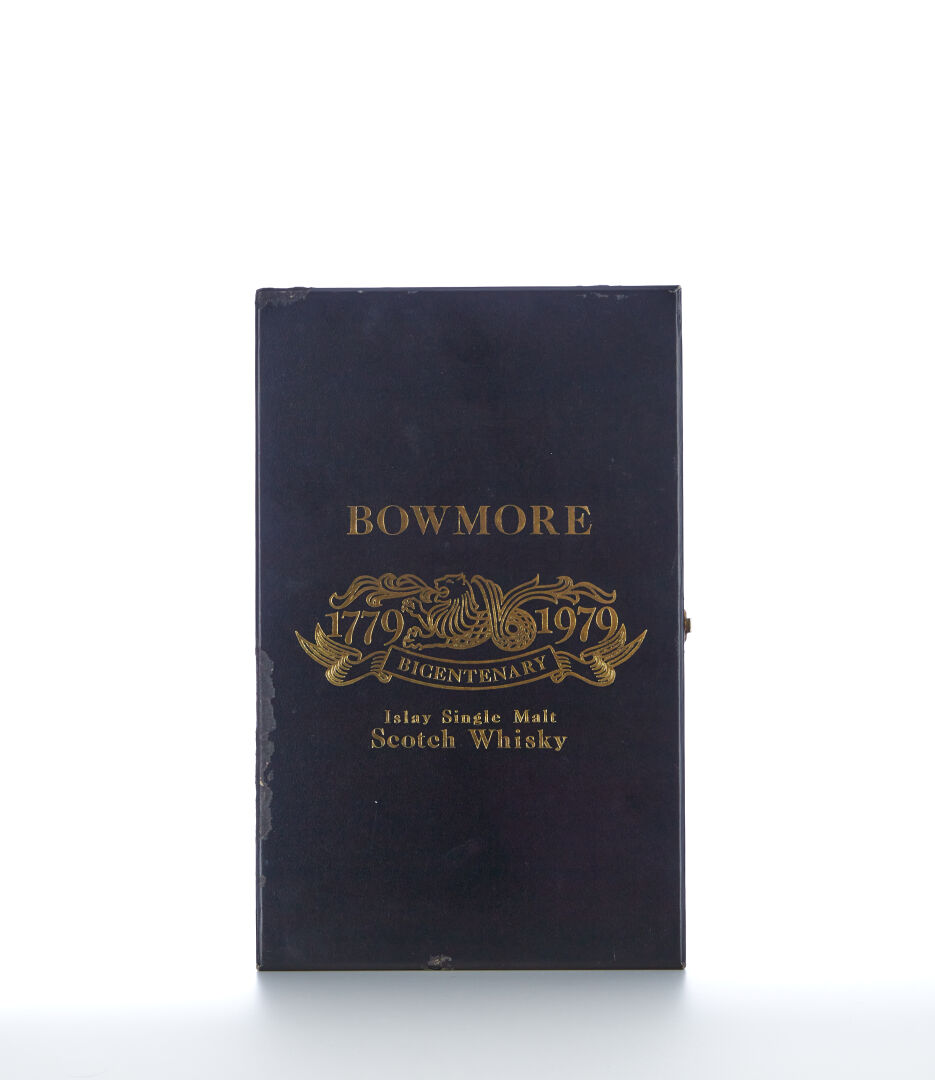 BOWMORE
1779 1979
BICENTENARY
Islay Single Malt
Scotch Whisky